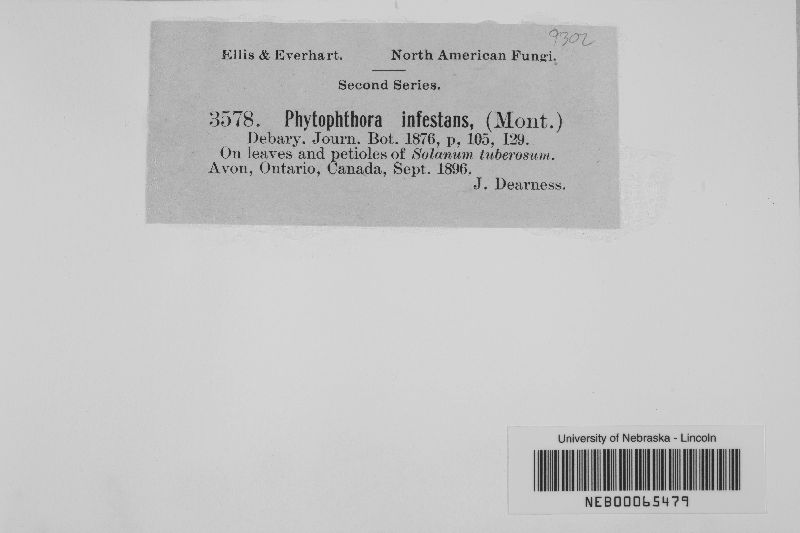 9302
Ellis & Everhart. North American Fungi.
Second Series.
3578. Phytophthora infestans, (Mont.)
Debary. Journ. Bot. 1876, p, 105, I29.
On leaves and petioles of Solanum tuberosum.
Avon, Ontario, Canada, Sept. 1896.
J. Dearness.
University of Nebraska - Lincoln
NEB00065479